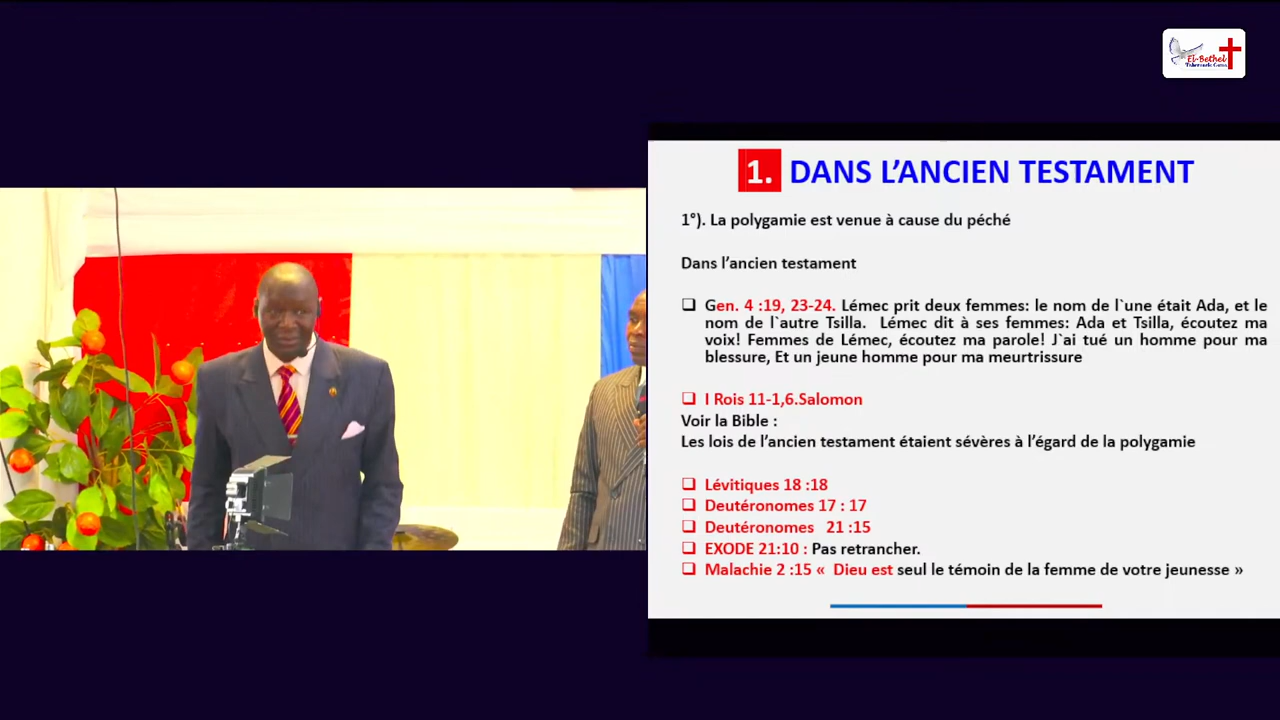 El-Bethel
1. DANS L’ANCIEN TESTAMENT
1°). La polygamie est venue à cause du péché
Dans l’ancien testament
❑ Gen. 4 :19, 23-24. Lémec prit deux femmes: le nom de l`une était Ada, et le
nom de l`autre Tsilla. Lémec dit à ses femmes: Ada et Tsilla, écoutez ma
voix! Femmes de Lémec, écoutez ma parole! J`ai tué un homme pour ma
blessure, Et un jeune homme pour ma meurtrissure
❑ I Rois 11-1,6.Salomon
Voir la Bible :
Les lois de l’ancien testament étaient sévères à l’égard de la polygamie
❑ Lévitiques 18 :18
❑ Deutéronomes 17 : 17
❑ Deutéronomes 21 :15
❑ EXODE 21:10 : Pas retrancher.
❑ Malachie 2 :15 « Dieu est seul le témoin de la femme de votre jeunesse »